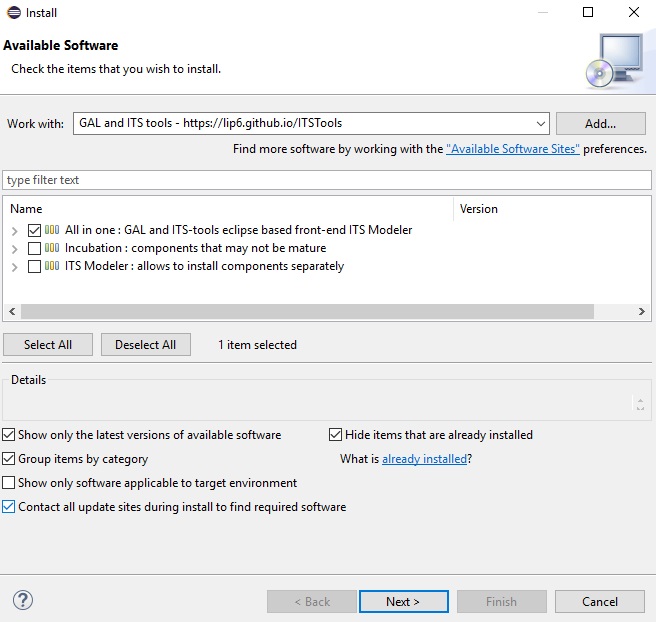 Install
Available Software
Check the items that you wish to install.
Work with: GAL and ITS tools - https://lip6.github.io/ITSTools Add...
Find more software by working with the "Available Software Sites" preferences.
type filter text
Name Version
All in one : GAL and ITS-tools eclipse based front-end ITS Modeler
Incubation : components that may not be mature
ITS Modeler : allows to install components separately
Select All Deselect All 1 item selected
Details
Show only the latest versions of available software Hide items that are already installed
Group items by category What is already installed?
Show only software applicable to target environment
Contact all update sites during install to find required software
? < Back Next > Finish Cancel